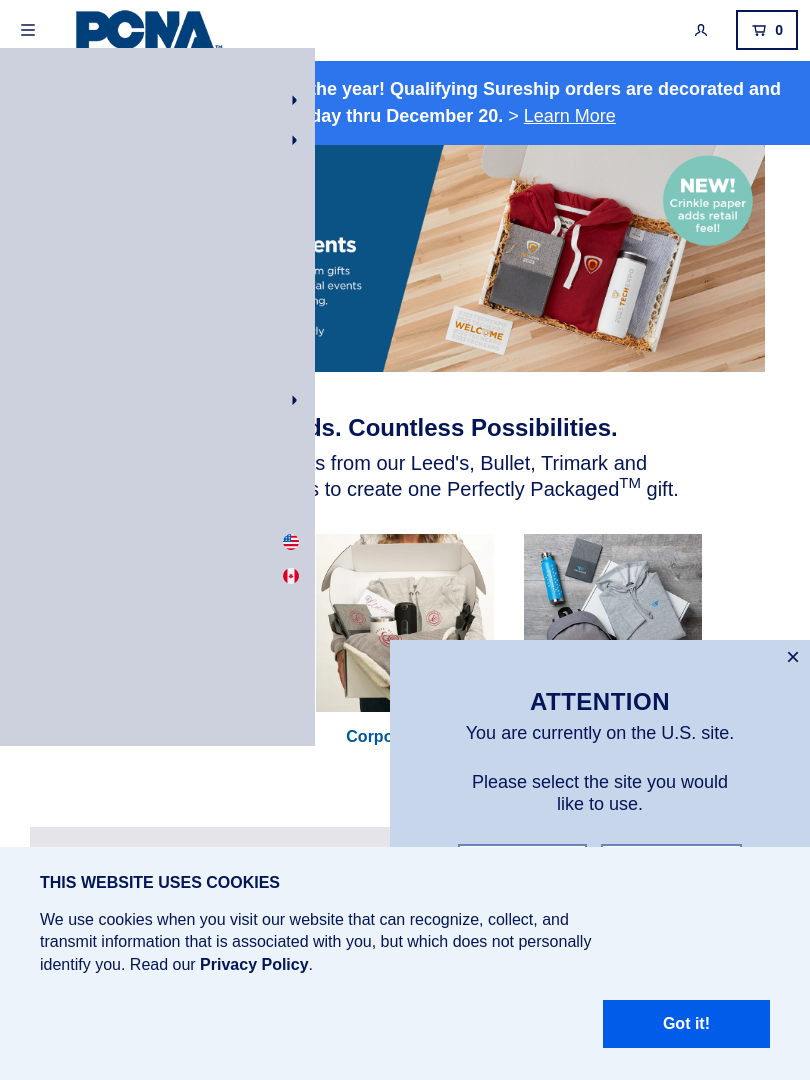 PCNA™
0
the year! Qualifying Sureship orders are decorated and
day thru December 20. > Learn More
NEW!
Crinkle paper
adds retail
feel!
ents
m gifts
al events
ng.
ly
WELCOME
ds. Countless Possibilities.
s from our Leed's, Bullet, Trimark and
s to create one Perfectly Packaged™ gift.
Corpo
ATTENTION
You are currently on the U.S. site.
Please select the site you would
like to use.
THIS WEBSITE USES COOKIES
We use cookies when you visit our website that can recognize, collect, and
transmit information that is associated with you, but which does not personally
identify you. Read our Privacy Policy.
Got it!